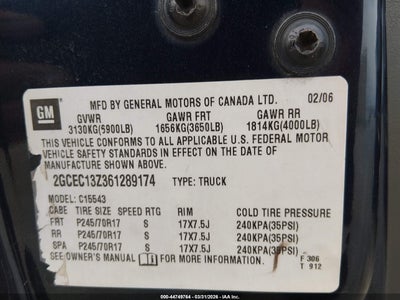 GM
MFD BY GENERAL MOTORS OF CANADA LTD. 02/06
GVWR GAWR FRT GAWR RR
3130KG(5900LB) 1656KG(3650LB) 1814KG(4000LB)
THIS VEHICLE CONFORMS TO ALL APPLICABLE U.S. FEDERAL MOTOR
VEHICLE SAFETY STANDARDS IN EFFECT ON THE DATE OF
MANUFACTURE SHOWN ABOVE.
2GCEC13Z361289174 TYPE: TRUCK
MODEL: C15543
CABE TIRE SIZE SPEED RTG RIM COLD TIRE PRESSURE
FRT P245/70R17 S 17X7.5J 240KPA(35PSI)
RR P245/70R17 S 17X7.5J 240KPA(35PSI)
SPA P245/70R17 S 17X7.5J 240KPA(35PSI)
SEE OWNER'S MANUAL FOR MORE INFORMATION
F 306
T 912
000-44749764 (03/31/2026 -